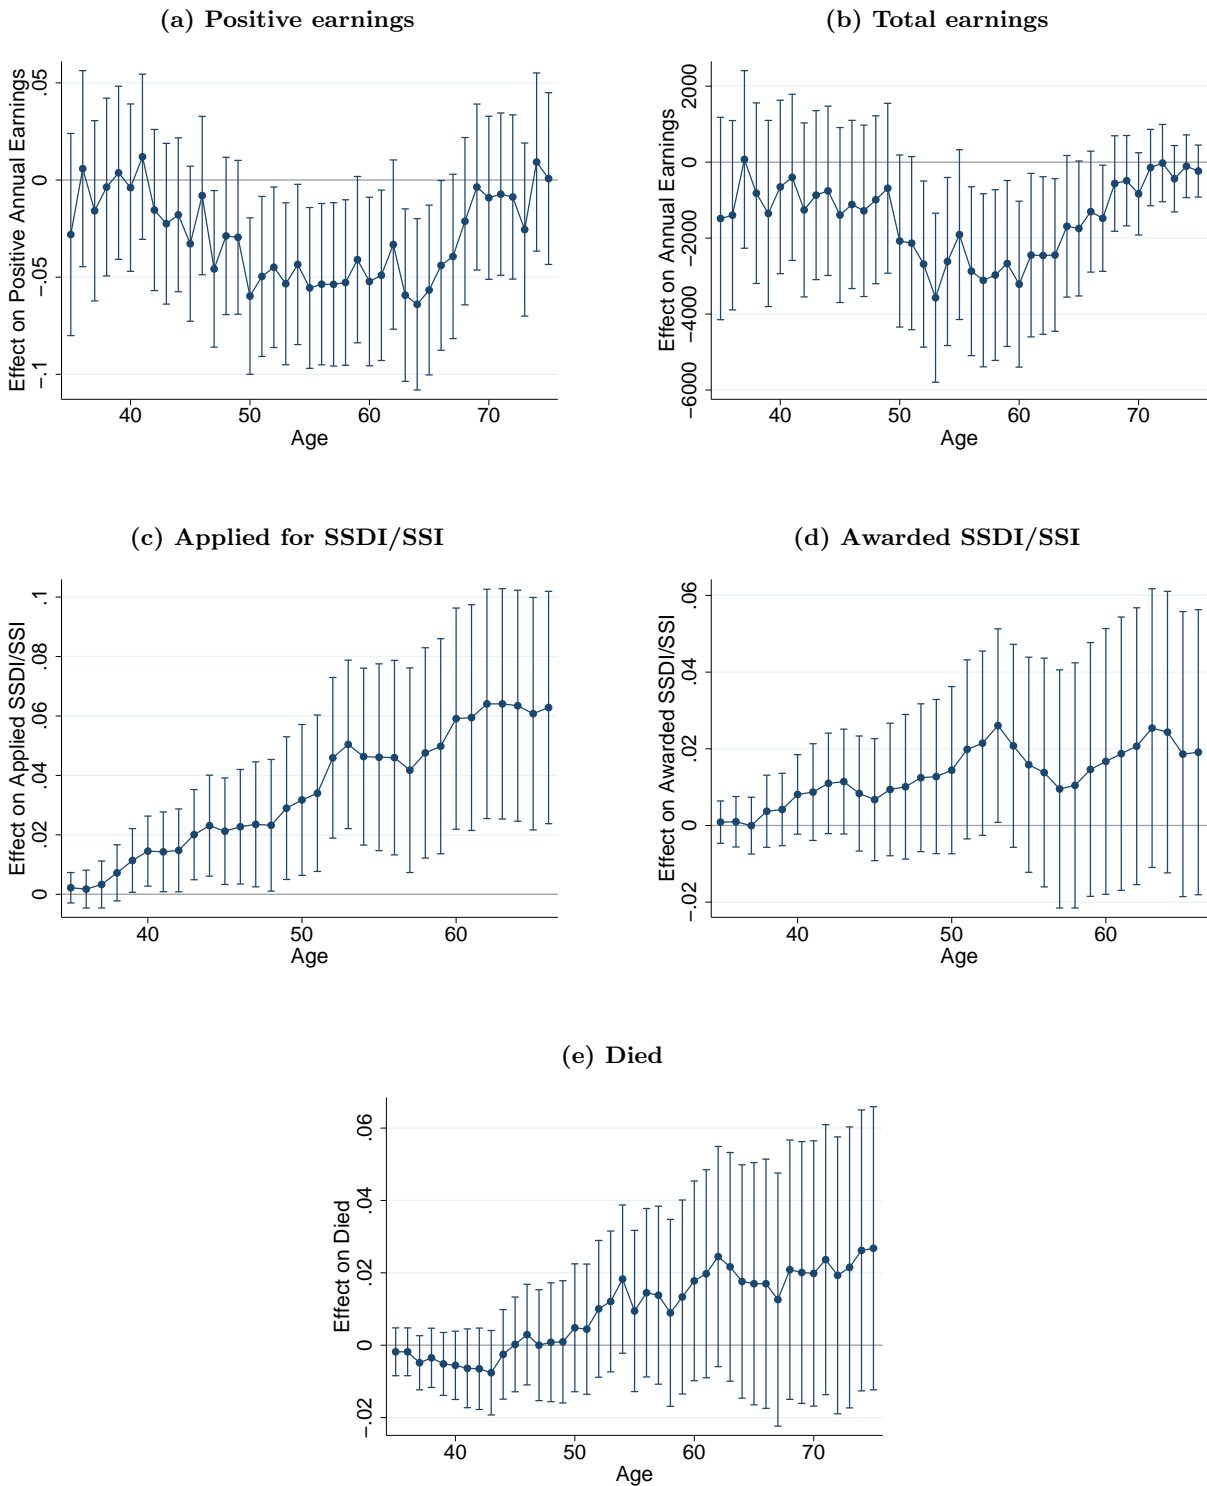 (a) Positive earnings
Effect on Positive Annual Earnings
.05
0
-.05
-.1
40 50 60 70
Age
(b) Total earnings
Effect on Annual Earnings
2000
0
-2000
-4000
-6000
40 50 60 70
Age
(c) Applied for SSDI/SSI
Effect on Applied SSDI/SSI
.1
.08
.06
.04
.02
0
40 50 60
Age
(d) Awarded SSDI/SSI
Effect on Awarded SSDI/SSI
.06
.04
.02
0
-.02
40 50 60
Age
(e) Died
Effect on Died
.06
.04
.02
0
-.02
40 50 60 70
Age